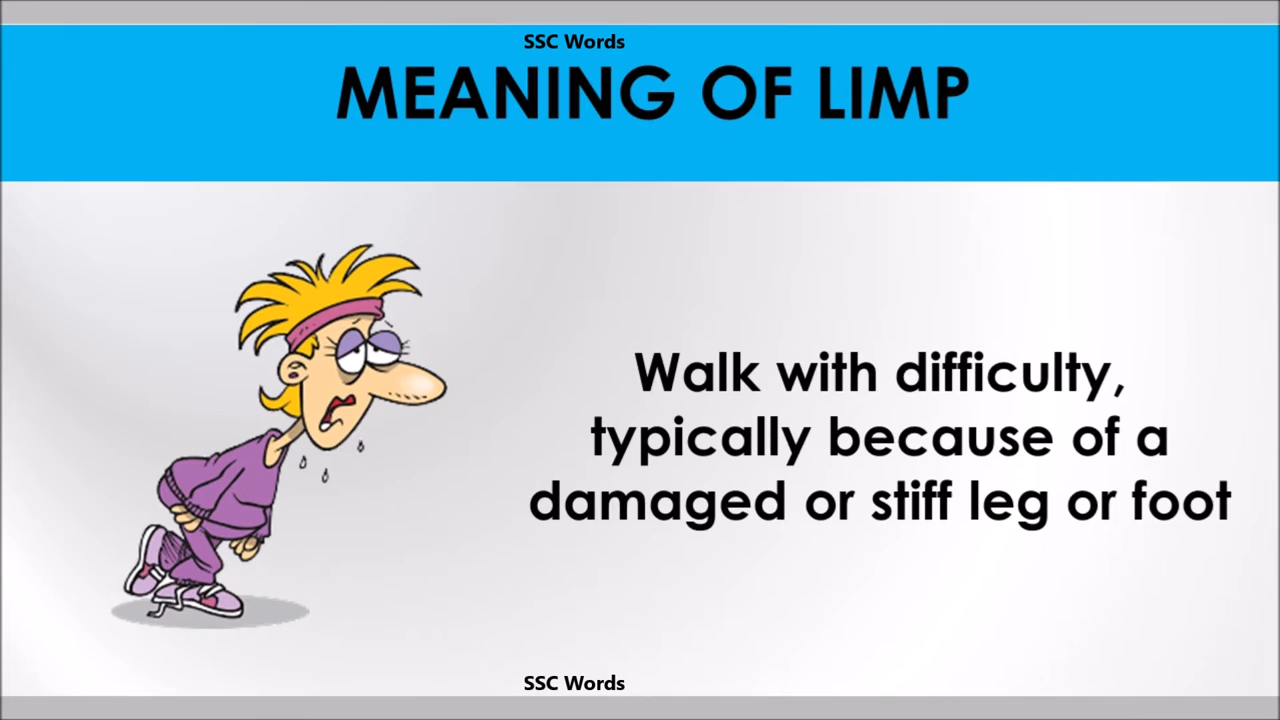 SSC Words
MEANING OF LIMP
Walk with difficulty,
typically because of a
damaged or stiff leg or foot
SSC Words